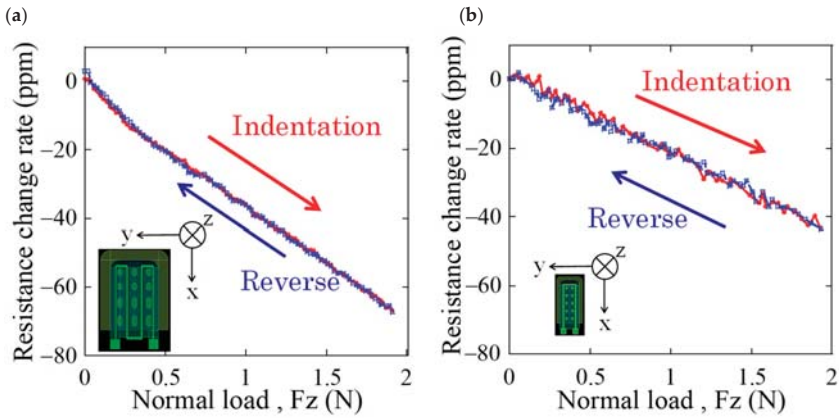 (a)
Resistance change rate (ppm)
0
−20
−40
−60
−80
Indentation
Reverse
z
y
x
0 0.5 1 1.5 2
Normal load , Fz (N)
(b)
Resistance change rate (ppm)
0
−20
−40
−60
−80
Indentation
Reverse
z
y
x
0 0.5 1 1.5 2
Normal load , Fz (N)